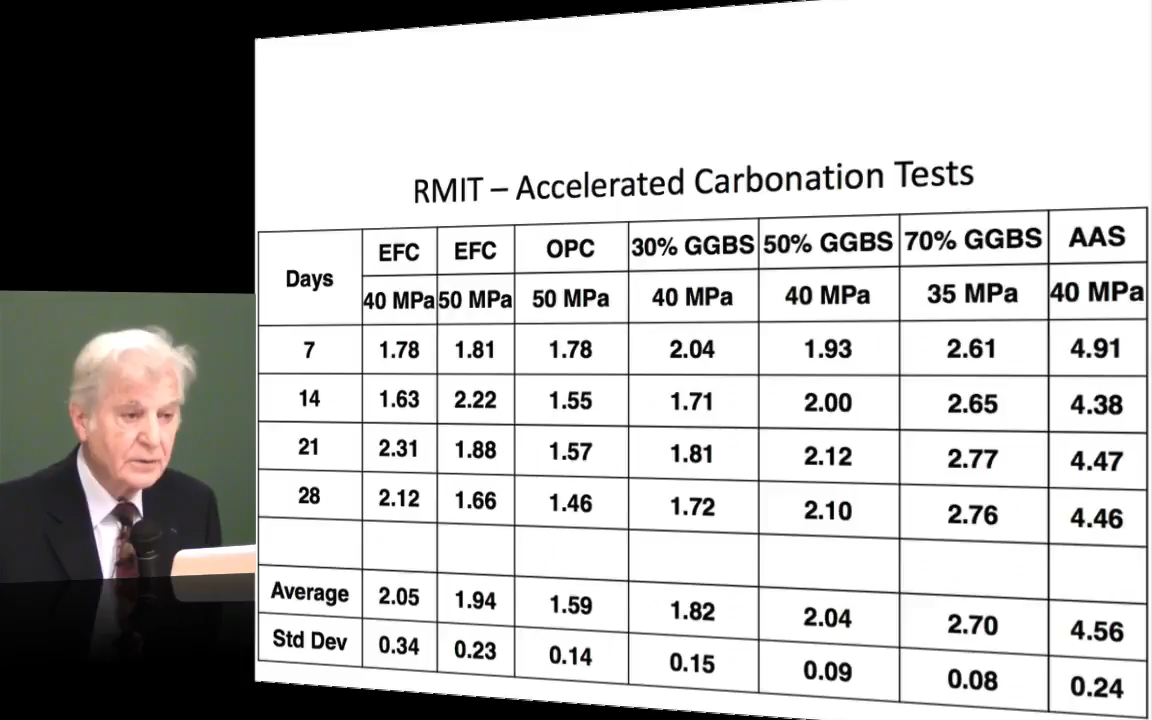 RMIT – Accelerated Carbonation Tests
Days EFC EFC OPC 30% GGBS 50% GGBS 70% GGBS AAS
40 MPa 50 MPa 50 MPa 40 MPa 40 MPa 35 MPa 40 MPa
7 1.78 1.81 1.78 2.04 1.93 2.61 4.91
14 1.63 2.22 1.55 1.71 2.00 2.65 4.38
21 2.31 1.88 1.57 1.81 2.12 2.77 4.47
28 2.12 1.66 1.46 1.72 2.10 2.76 4.46
Average 2.05 1.94 1.59 1.82 2.04 2.70 4.56
Std Dev 0.34 0.23 0.14 0.15 0.09 0.08 0.24